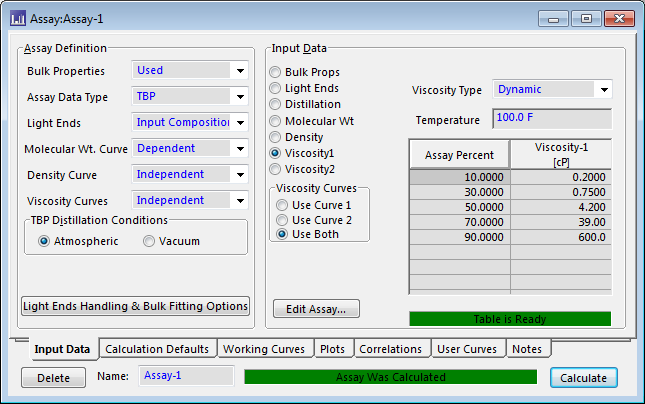 Assay:Assay-1
Assay Definition
Bulk Properties Used
Assay Data Type TBP
Light Ends Input Composition
Molecular Wt. Curve Dependent
Density Curve Independent
Viscosity Curves Independent
TBP Distillation Conditions
Atmospheric Vacuum
Light Ends Handling & Bulk Fitting Options
Input Data
Bulk Props
Light Ends
Distillation
Molecular Wt
Density
Viscosity1
Viscosity2
Viscosity Curves
Use Curve 1
Use Curve 2
Use Both
Edit Assay...
Viscosity Type Dynamic
Temperature 100.0 F
Assay Percent Viscosity-1
[cP]
10.0000 0.2000
30.0000 0.7500
50.0000 4.200
70.0000 39.00
90.0000 600.0
Table is Ready
Input Data Calculation Defaults Working Curves Plots Correlations User Curves Notes
Delete Name: Assay-1 Assay Was Calculated Calculate